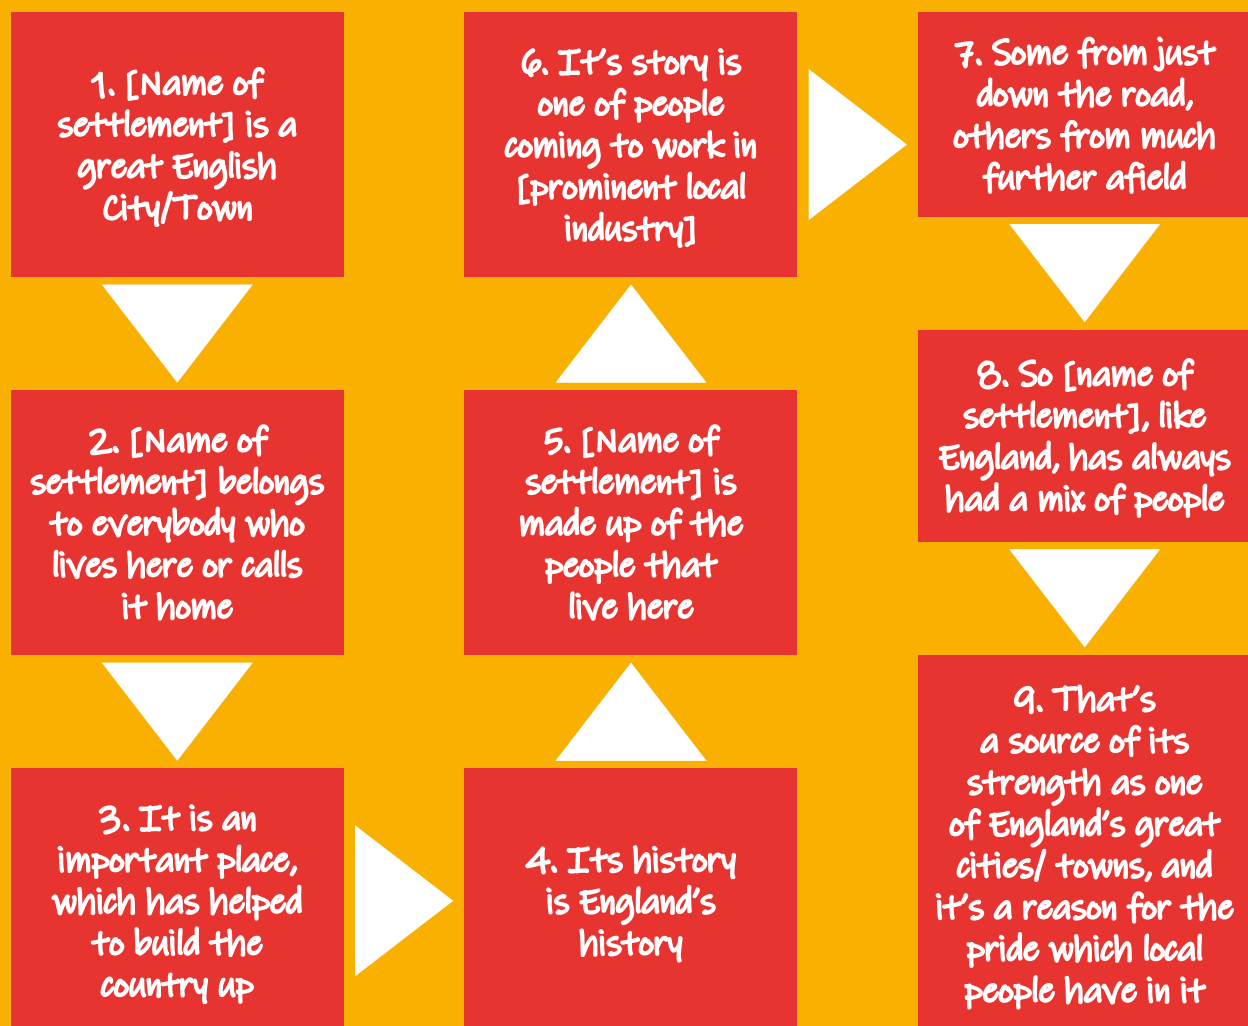 1. [Name of
settlement] is a
great English
City/Town
2. [Name of
settlement] belongs
to everybody who
lives here or calls
it home
3. It is an
important place,
which has helped
to build the
country up
4. Its history
is England's
history
5. [Name of
settlement] is
made up of the
people that
live here
6. It's story is
one of people
coming to work in
[prominent local
industry]
7. Some from just
down the road,
others from much
further afield
8. So [name of
settlement], like
England, has always
had a mix of people
9. That's
a source of its
strength as one
of England's great
cities/ towns, and
it's a reason for the
pride which local
people have in it